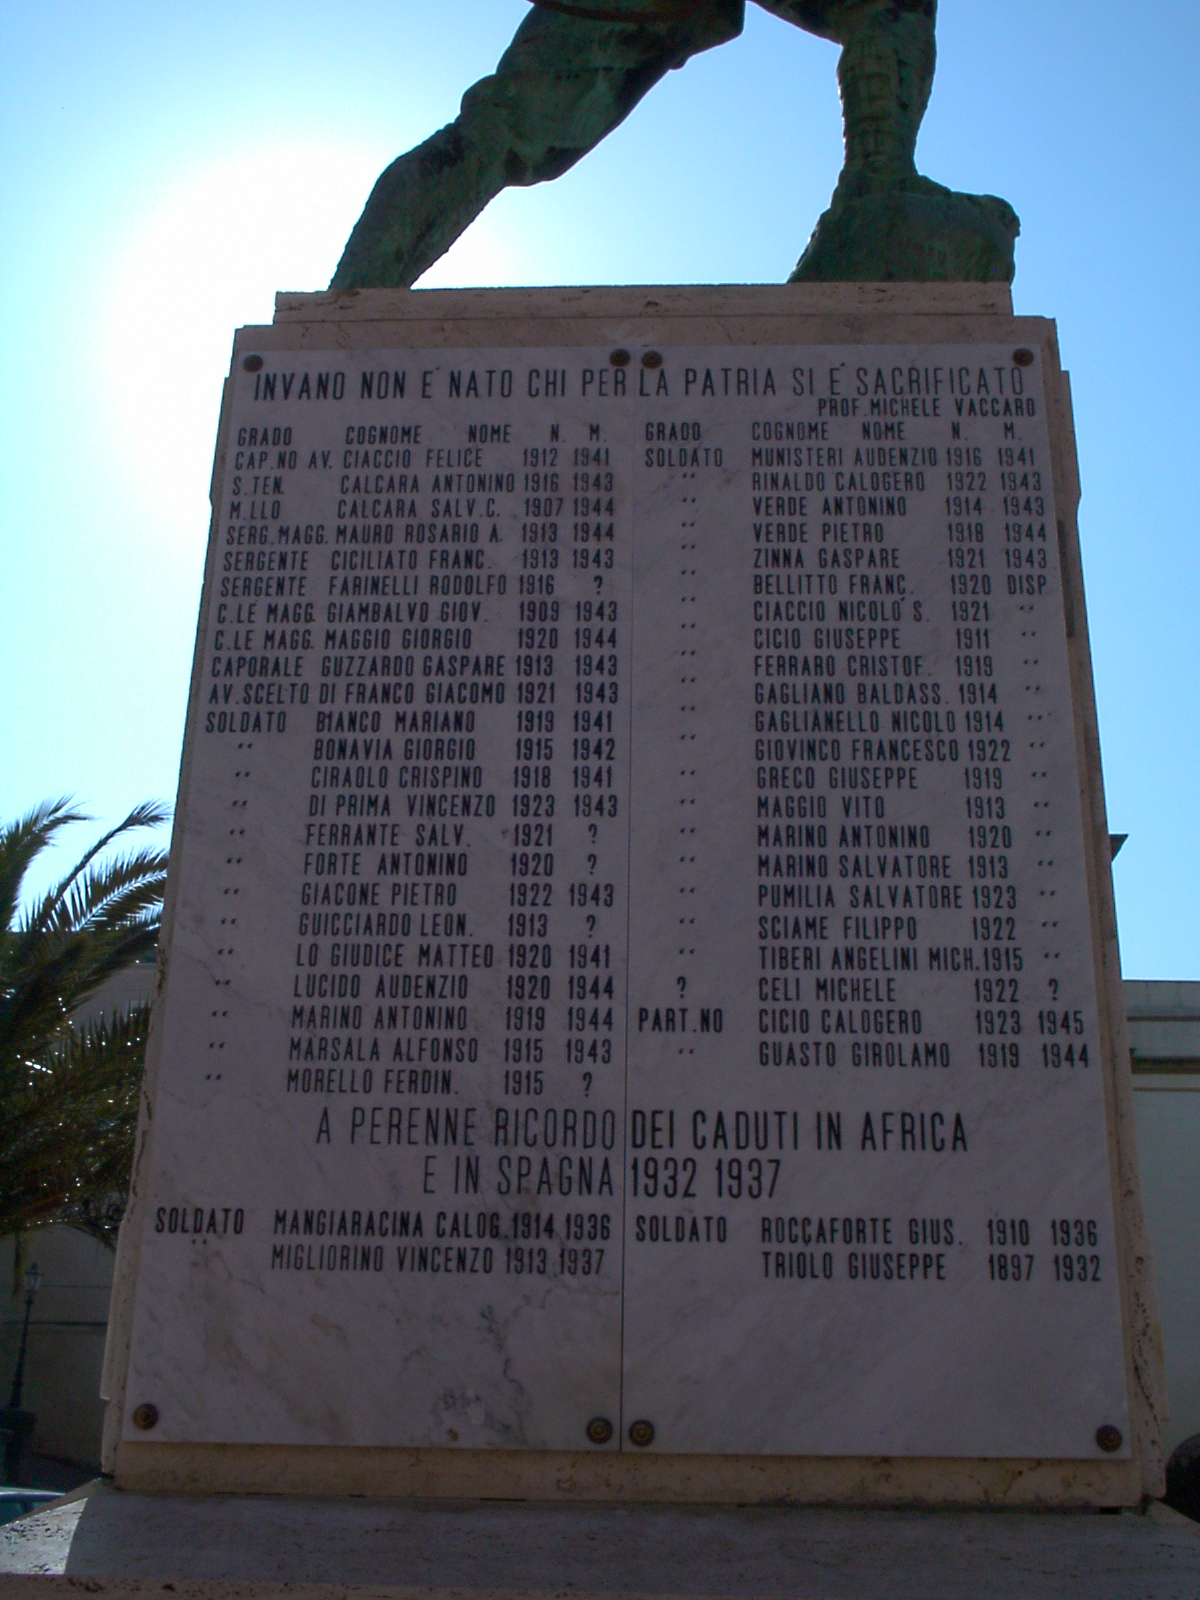 INVANO NON È NATO CHI PER LA PATRIA SI È SACRIFICATO
PROF. MICHELE VACCARO
GRADO COGNOME NOME N. M.
CAP.NO AV. CIACCIO FELICE 1912 1941
S.TEN. CALCARA ANTONINO 1916 1943
M.LLO CALCARA SALV.C. 1907 1944
SERG.MAGG. MAURO ROSARIO A. 1913 1944
SERGENTE CICILIATO FRANC. 1913 1943
SERGENTE FARINELLI RODOLFO 1916 ?
C.LE MAGG. GIAMBALVO GIOV. 1909 1943
C.LE MAGG. MAGGIO GIORGIO 1920 1944
CAPORALE GUZZARDO GASPARE 1913 1943
AV.SCELTO DI FRANCO GIACOMO 1921 1943
SOLDATO BIANCO MARIANO 1919 1941
“ BONAVIA GIORGIO 1915 1942
“ CIRAOLO CRISPINO 1918 1941
“ DI PRIMA VINCENZO 1923 1943
“ FERRANTE SALV. 1921 ?
“ FORTE ANTONINO 1920 ?
“ GIACONE PIETRO 1922 1943
“ GUICCIARDO LEON. 1913 ?
“ LO GIUDICE MATTEO 1920 1941
“ LUCIDO AUDENZIO 1920 1944
“ MARINO ANTONINO 1919 1944
“ MARSALA ALFONSO 1915 1943
“ MORELLO FERDIN. 1915 ?
GRADO COGNOME NOME N. M.
SOLDATO MUNISTERI AUDENZIO 1916 1941
“ RINALDO CALOGERO 1922 1943
“ VERDE ANTONINO 1914 1943
“ VERDE PIETRO 1918 1944
“ ZINNA GASPARE 1921 1943
“ BELLITTO FRANC. 1920 DISP.
“ CIACCIO NICOLÒ S. 1921 “
“ CICIO GIUSEPPE 1911 “
“ FERRARO CRISTOF. 1919 “
“ GAGLIANO BALDASS. 1914 “
“ GAGLIANELLO NICOLO 1914 “
“ GIOVINCO FRANCESCO 1922 “
“ GRECO GIUSEPPE 1919 “
“ MAGGIO VITO 1913 “
“ MARINO ANTONINO 1920 “
“ MARINO SALVATORE 1913 “
“ PUMILIA SALVATORE 1923 “
“ SCIAME FILIPPO 1922 “
“ TIBERI ANGELINI MICH. 1915 “
? CELI MICHELE 1922 ?
PART.NO CICIO CALOGERO 1923 1945
“ GUASTO GIROLAMO 1919 1944
A PERENNE RICORDO DEI CADUTI IN AFRICA
E IN SPAGNA 1932 1937
SOLDATO MANGIARACINA CALOG. 1914 1936
“ MIGLIORINO VINCENZO 1913 1937
SOLDATO ROCCAFORTE GIUS. 1910 1936
TRIOLO GIUSEPPE 1897 1932